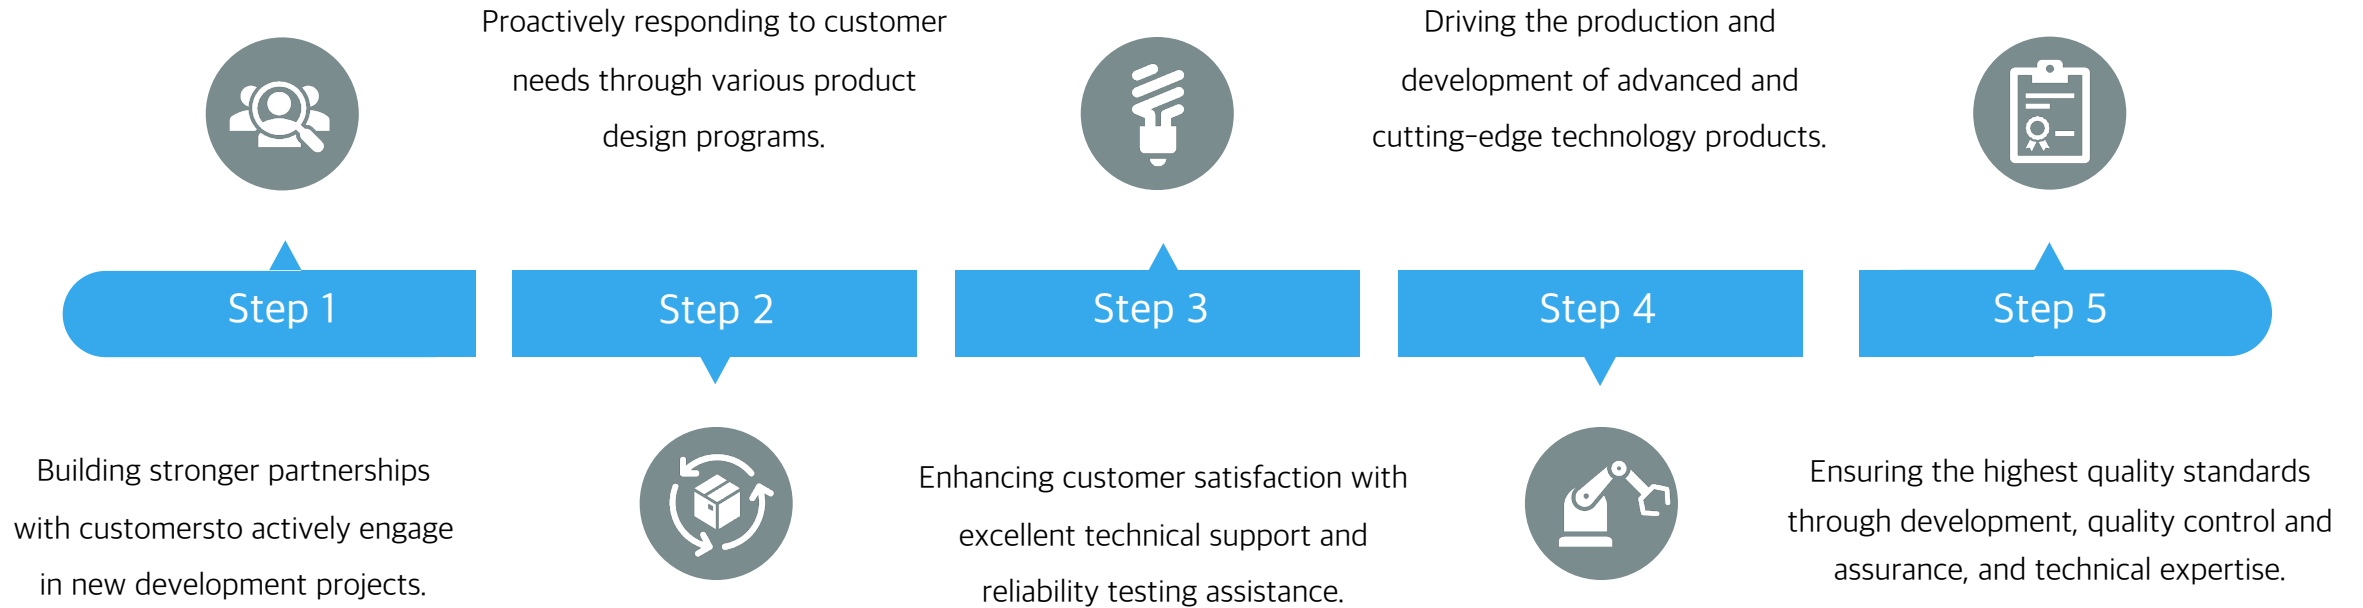 Proactively responding to customer
needs through various product
design programs.
Driving the production and
development of advanced and
cutting-edge technology products.
Step 1
Step 2
Step 3
Step 4
Step 5
Building stronger partnerships
with customersto actively engage
in new development projects.
Enhancing customer satisfaction with
excellent technical support and
reliability testing assistance.
Ensuring the highest quality standards
through development, quality control and
assurance, and technical expertise.